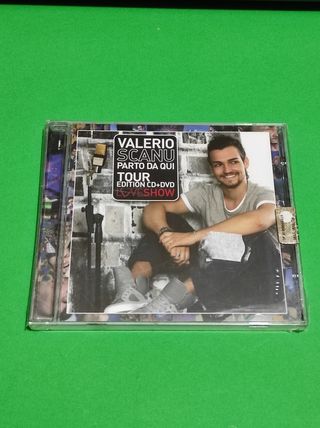 VALERIO
SCANU
PARTO DA QUI
TOUR
EDITION CD+DVD
LIVESHOW